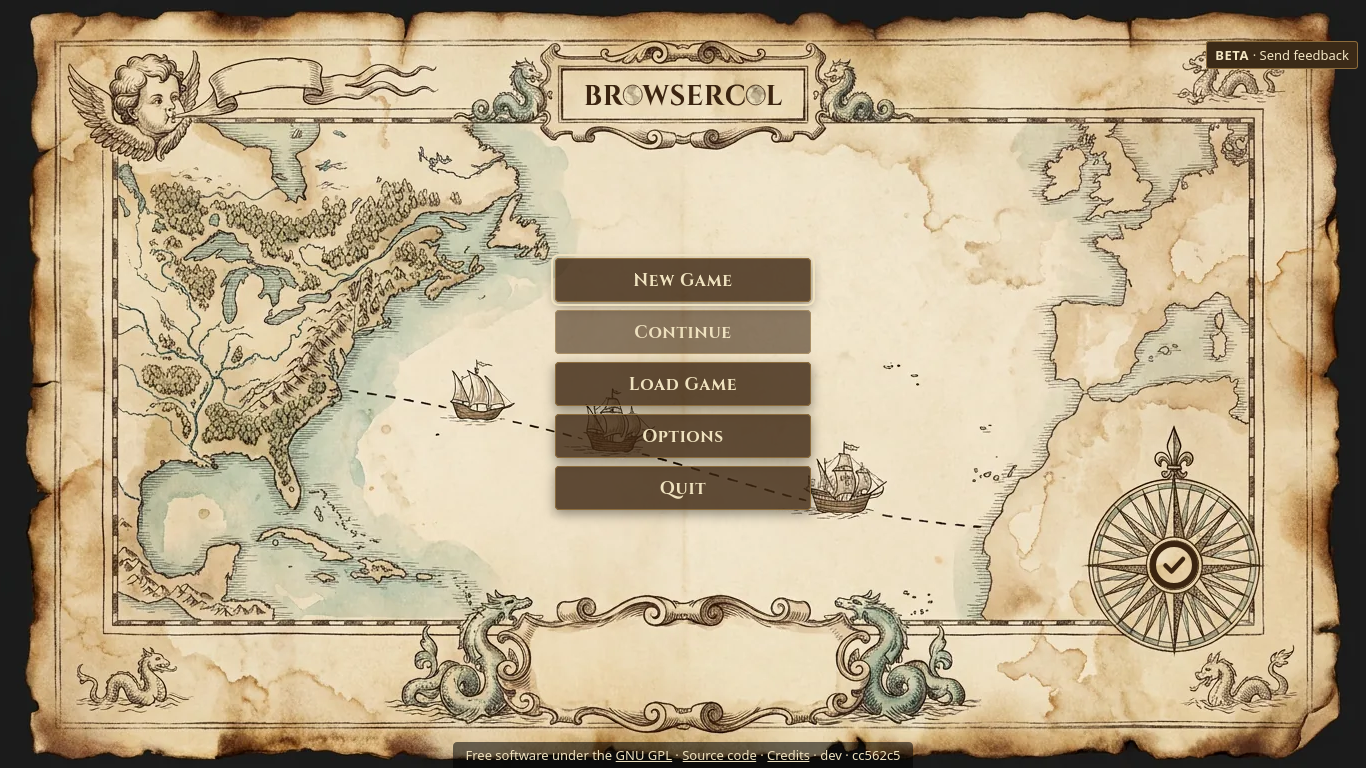 BETA · Send feedback
BROWSERCOL
New Game
Continue
Load Game
Options
Quit
Free software under the GNU GPL · Source code · Credits · dev · cc562c5